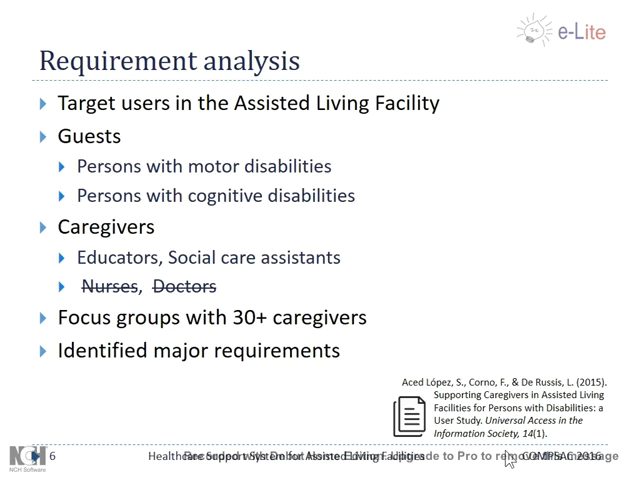 e-Lite
Requirement analysis
Target users in the Assisted Living Facility
Guests
Persons with motor disabilities
Persons with cognitive disabilities
Caregivers
Educators, Social care assistants
Nurses, Doctors
Focus groups with 30+ caregivers
Identified major requirements
Aced López, S., Corno, F., & De Russis, L. (2015).
Supporting Caregivers in Assisted Living
Facilities for Persons with Disabilities: a
User Study. Universal Access in the
Information Society, 14(1).
NCH
NCH Software
6
Healthcare Support System for Assisted Living Facilities
COMPSAC 2016